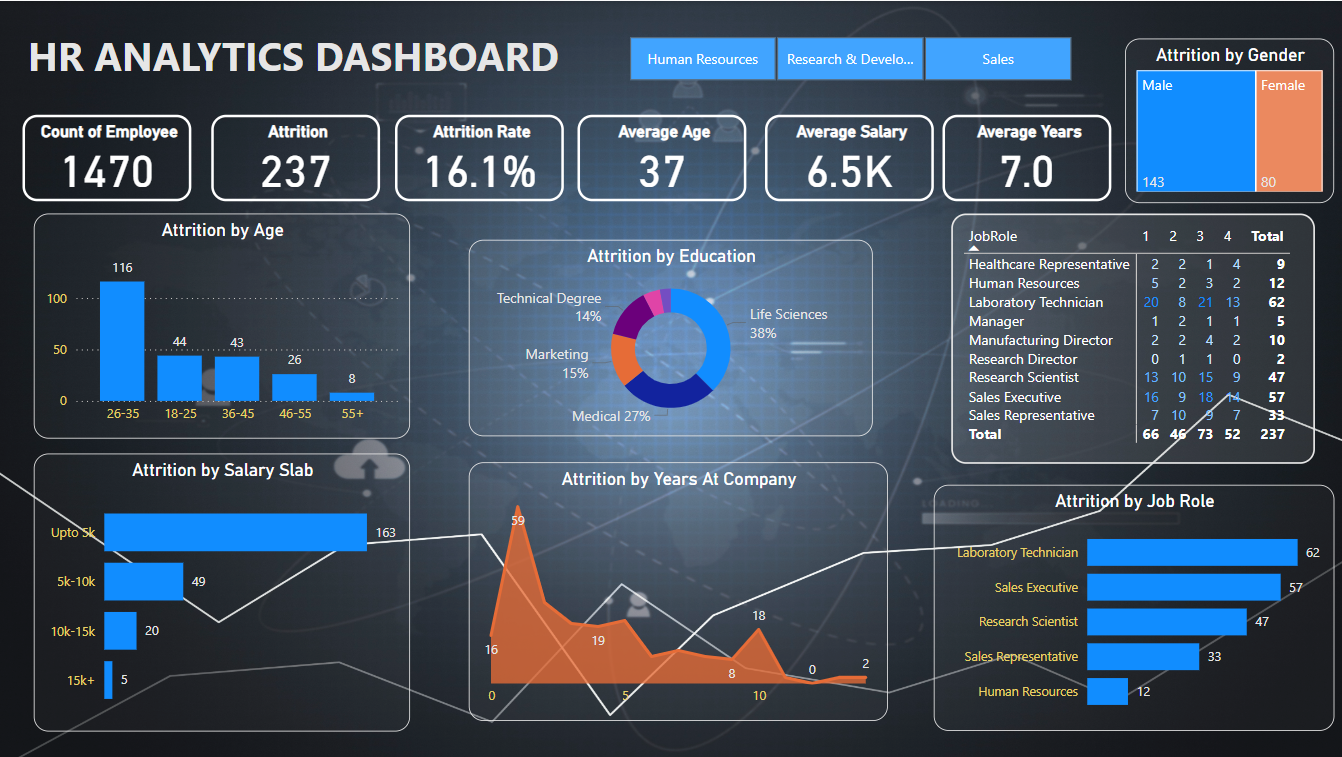 HR ANALYTICS DASHBOARD
Human Resources
Research & Develo...
Sales
Attrition by Gender
Male
Female
143
80
Count of Employee
1470
Attrition
237
Attrition Rate
16.1%
Average Age
37
Average Salary
6.5K
Average Years
7.0
Attrition by Age
100
50
0
116
44
43
26
8
26-35
18-25
36-45
46-55
55+
Attrition by Education
Technical Degree
14%
Life Sciences
38%
Marketing
15%
Medical 27%
JobRole 1 2 3 4 Total
Healthcare Representative 2 2 1 4 9
Human Resources 5 2 3 2 12
Laboratory Technician 20 8 21 13 62
Manager 1 2 1 1 5
Manufacturing Director 2 2 4 2 10
Research Director 0 1 1 0 2
Research Scientist 13 10 15 9 47
Sales Executive 16 9 18 14 57
Sales Representative 7 10 9 7 33
Total 66 46 73 52 237
Attrition by Salary Slab
Upto 5k 163
5k-10k 49
10k-15k 20
15k+ 5
Attrition by Years At Company
59
16
19
8
18
0
2
0
5
10
LOADING
Attrition by Job Role
Laboratory Technician 62
Sales Executive 57
Research Scientist 47
Sales Representative 33
Human Resources 12